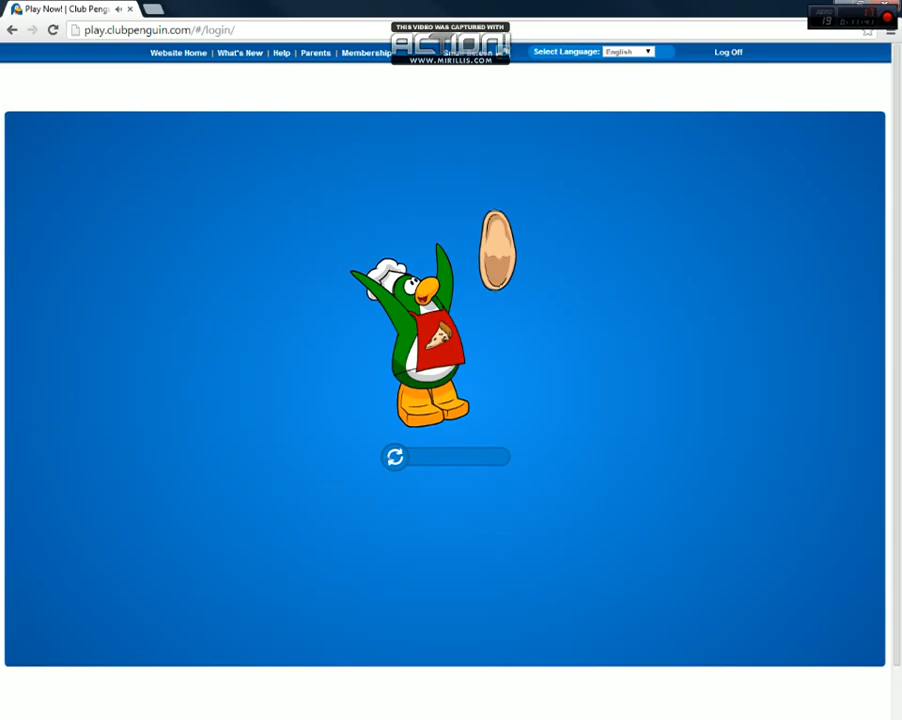 Play Now! | Club Peng
play.clubpenguin.com/#/login/
THIS VIDEO WAS CAPTURED WITH
ACTION!
WWW.MIRILLIS.COM
Website Home | What's New | Help | Parents | Membership
Select Language: English
Log Off
19